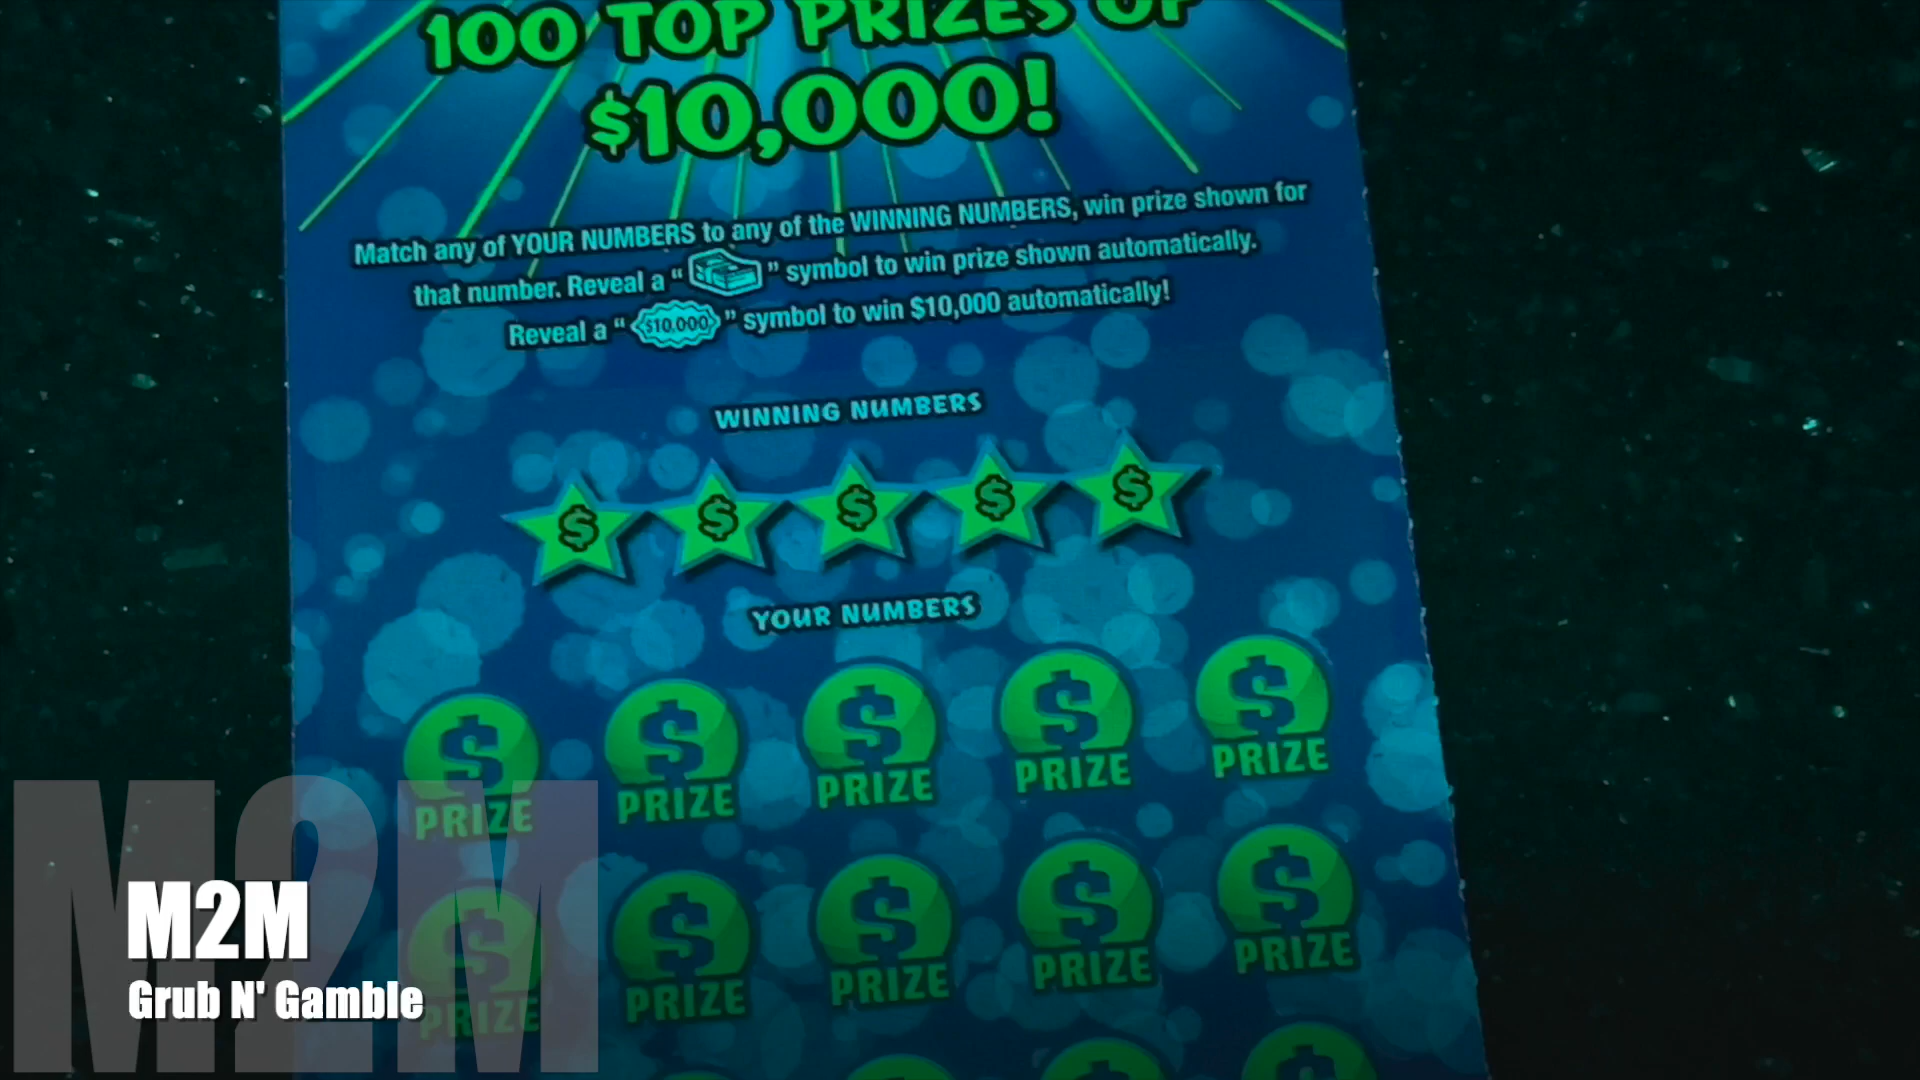 100 TOP PRIZES OF
$10,000!
Match any of YOUR NUMBERS to any of the WINNING NUMBERS, win prize shown for
that number. Reveal a “ ” symbol to win prize shown automatically.
Reveal a “$10,000” symbol to win $10,000 automatically!
WINNING NUMBERS
$ $ $ $ $
YOUR NUMBERS
$ $ $ $ $
PRIZE PRIZE PRIZE PRIZE PRIZE
$ $ $ $ $
PRIZE PRIZE PRIZE PRIZE PRIZE
M2M
M2M
Grub N' Gamble